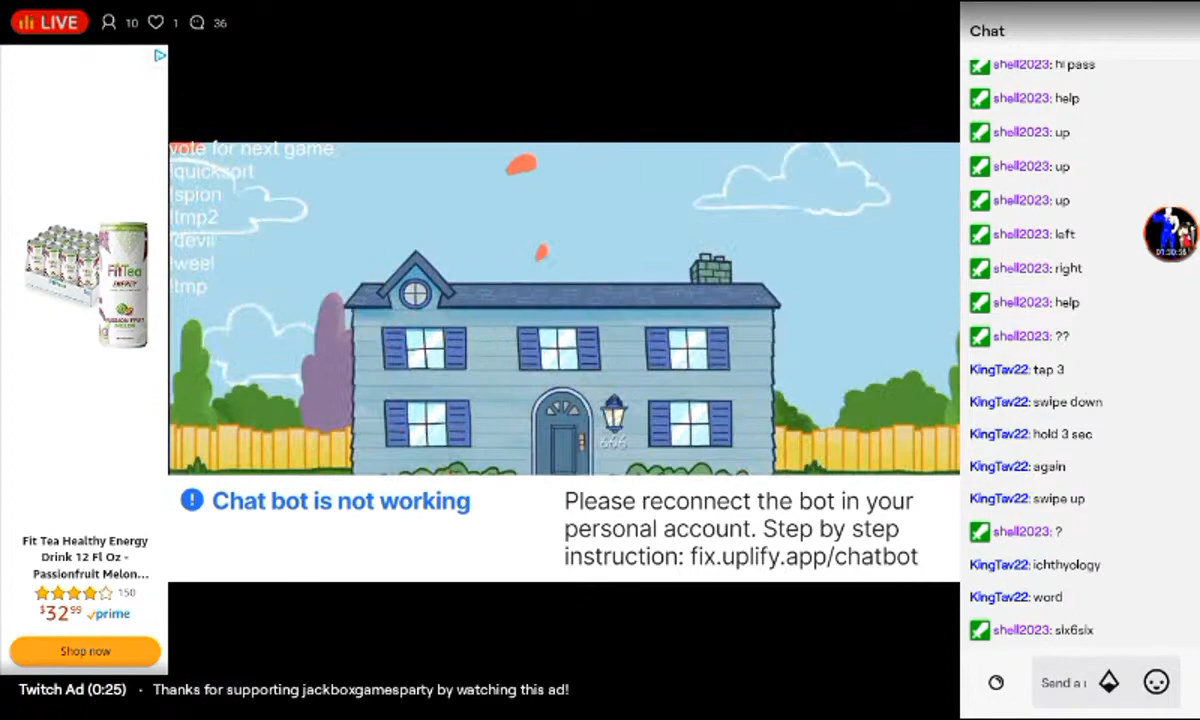 LIVE 10 1 36
vote for next game
!quicksort
!spion
!tmp2
!devil
!weel
!tmp
666
Chat bot is not working
Please reconnect the bot in your
personal account. Step by step
instruction: fix.uplify.app/chatbot
FitTea
ENERGY
Fit Tea Healthy Energy
Drink 12 Fl Oz -
Passionfruit Melon...
150
$32.99 prime
Shop now
Twitch Ad (0:25) · Thanks for supporting jackboxgamesparty by watching this ad!
Chat
shell2023: hi pass
shell2023: help
shell2023: up
shell2023: up
shell2023: up
shell2023: left
shell2023: right
shell2023: help
shell2023: ??
KingTav22: tap 3
KingTav22: swipe down
KingTav22: hold 3 sec
KingTav22: again
KingTav22: swipe up
shell2023: ?
KingTav22: ichthyology
KingTav22: word
shell2023: six6six
Send a